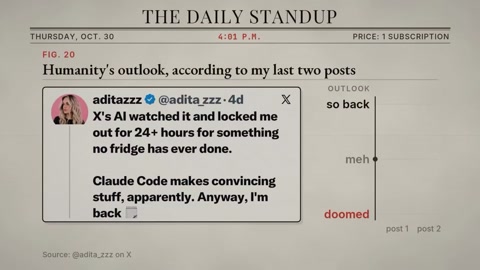 THE DAILY STANDUP
THURSDAY, OCT. 30
4:01 P.M.
PRICE: 1 SUBSCRIPTION
FIG. 20
Humanity's outlook, according to my last two posts
aditazzz @adita_zzz · 4d
X's AI watched it and locked me
out for 24+ hours for something
no fridge has ever done.
Claude Code makes convincing
stuff, apparently. Anyway, I'm
back
OUTLOOK
so back
meh
doomed
post 1 post 2
Source: @adita_zzz on X